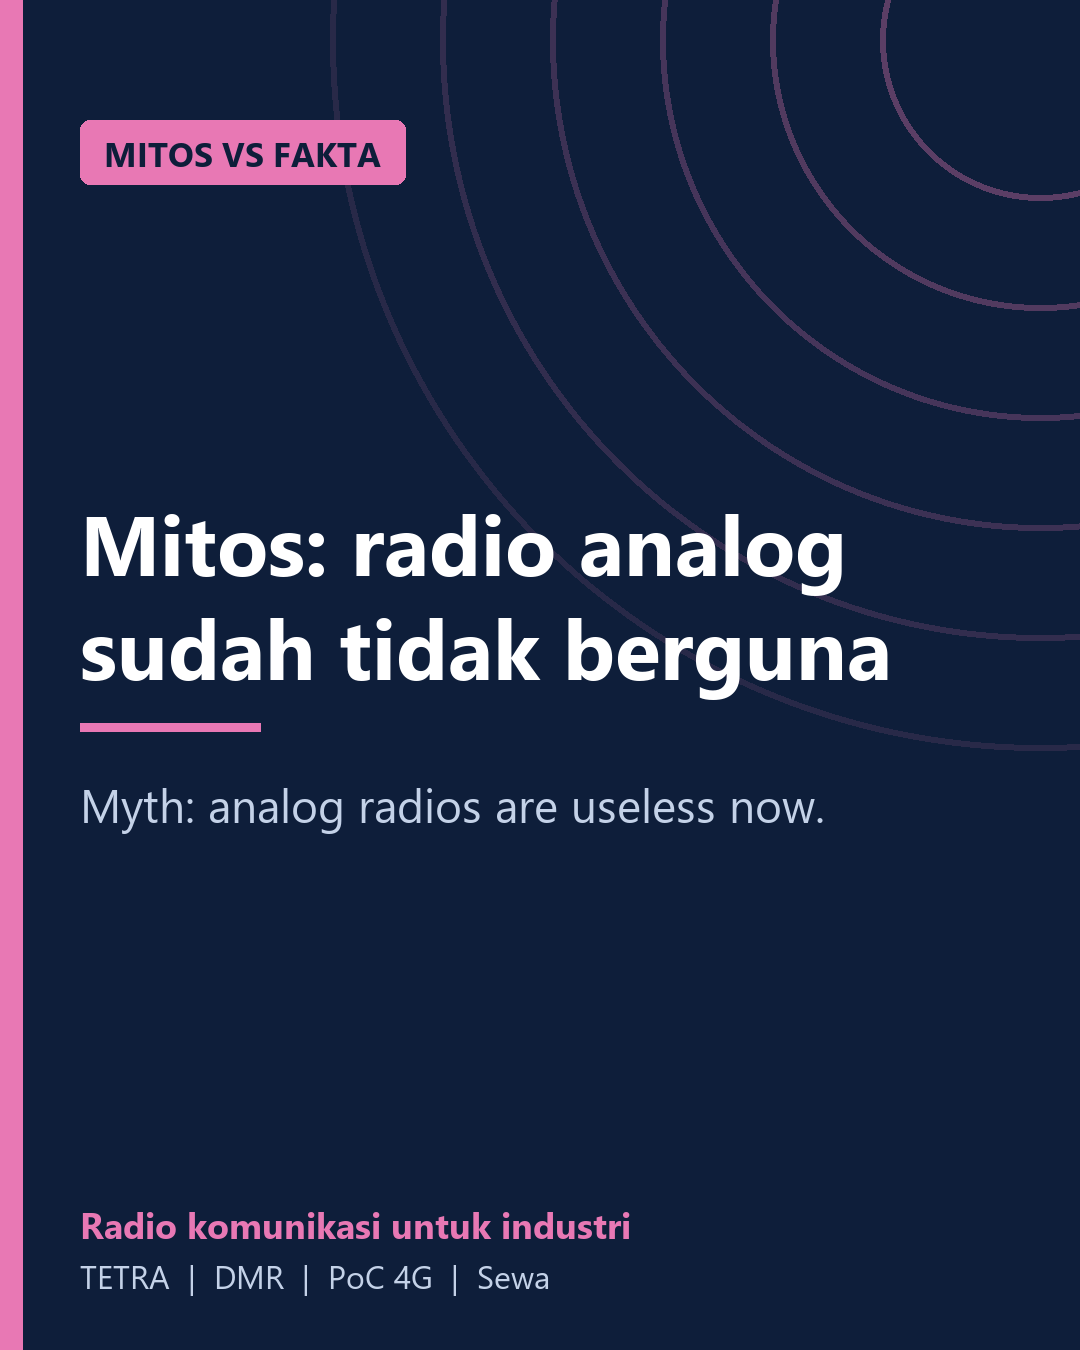 MITOS VS FAKTA
Mitos: radio analog
sudah tidak berguna
Myth: analog radios are useless now.
Radio komunikasi untuk industri
TETRA | DMR | PoC 4G | Sewa